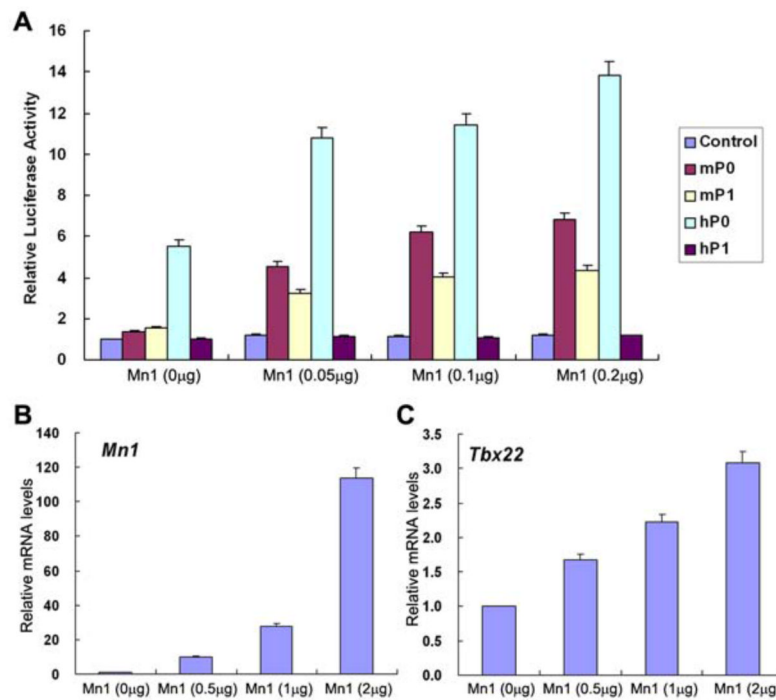 A
Relative Luciferase Activity
16
14
12
10
8
6
4
2
0
Mn1 (0µg) Mn1 (0.05µg) Mn1 (0.1µg) Mn1 (0.2µg)
Control
mP0
mP1
hP0
hP1
B
Mn1
Relative mRNA levels
140
120
100
80
60
40
20
0
Mn1 (0µg) Mn1 (0.5µg) Mn1 (1µg) Mn1 (2µg)
C
Tbx22
Relative mRNA levels
3.5
3.0
2.5
2.0
1.5
1.0
0.5
0.0
Mn1 (0µg) Mn1 (0.5µg) Mn1 (1µg) Mn1 (2µg)